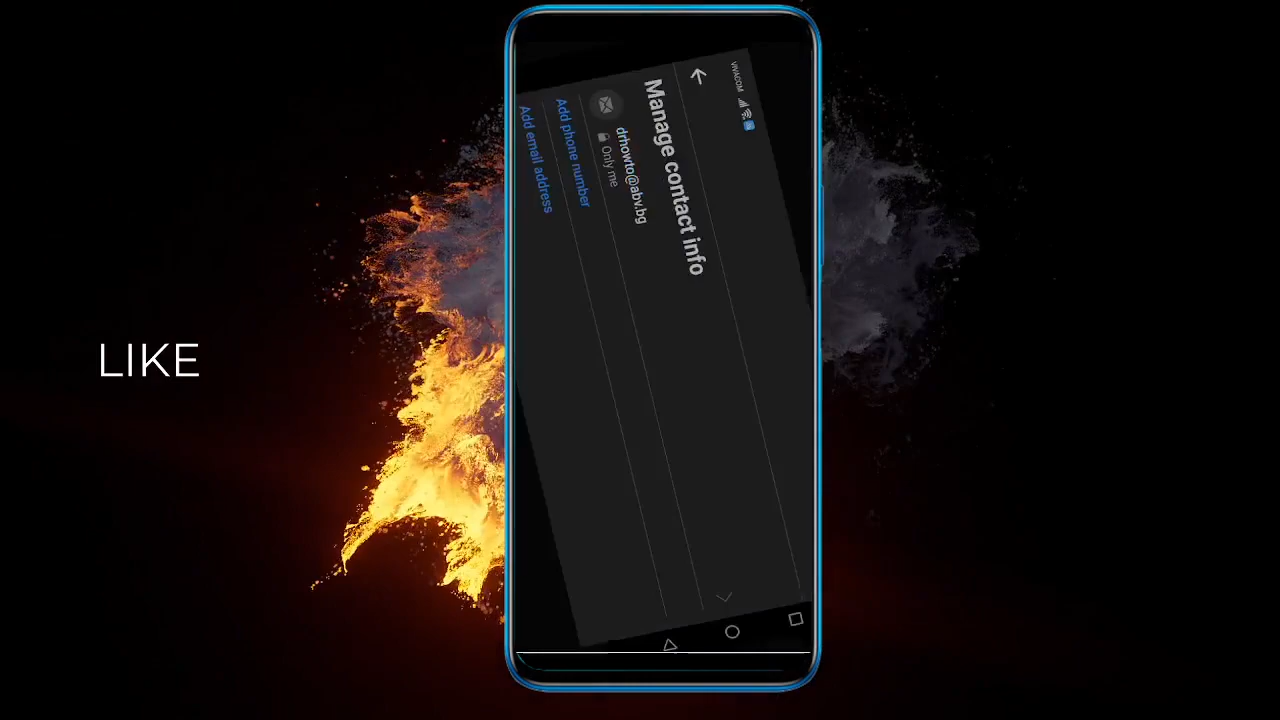 LIKE
VIVACOM
Manage contact info
drhowto@abv.bg
Only me
Add phone number
Add email address